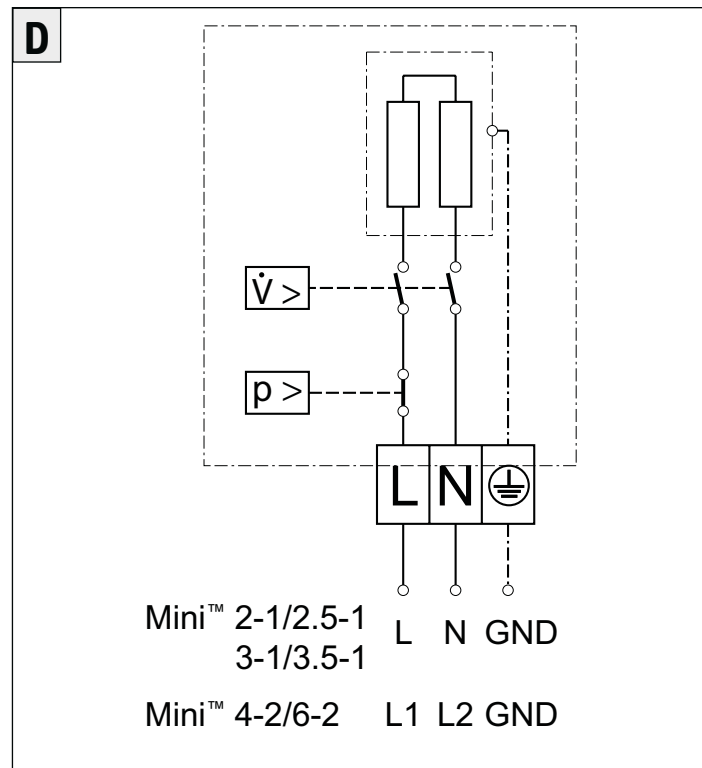 D
V̇ >
p >
L N
Mini™ 2-1/2.5-1 L N GND
3-1/3.5-1
Mini™ 4-2/6-2 L1 L2 GND